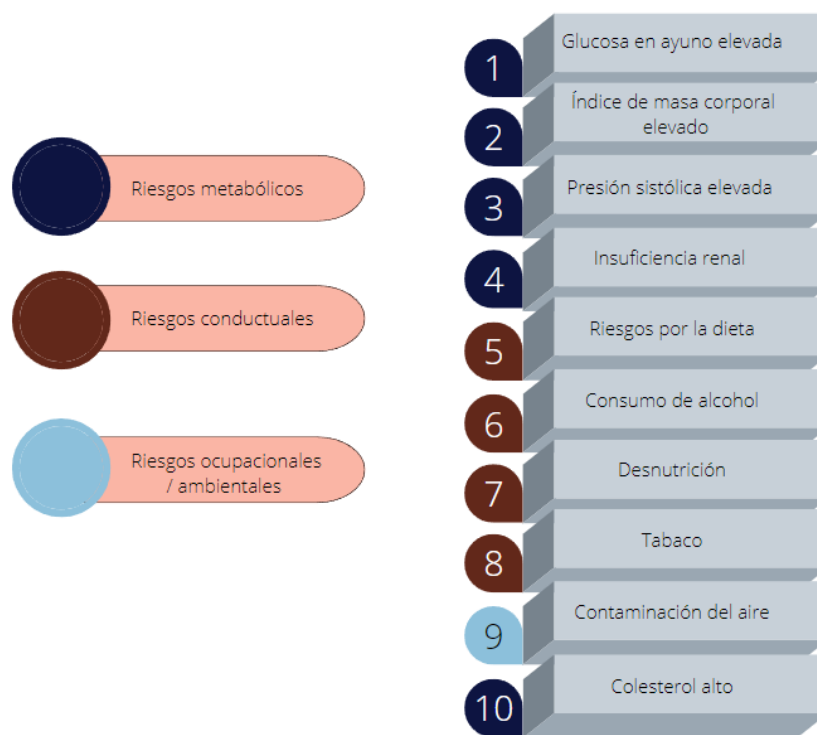 Riesgos metabólicos
Riesgos conductuales
Riesgos ocupacionales
/ ambientales
1
Glucosa en ayuno elevada
2
Índice de masa corporal
elevado
3
Presión sistólica elevada
4
Insuficiencia renal
5
Riesgos por la dieta
6
Consumo de alcohol
7
Desnutrición
8
Tabaco
9
Contaminación del aire
10
Colesterol alto